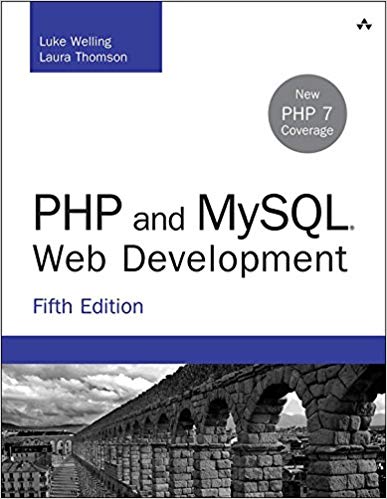 Luke Welling
Laura Thomson
New
PHP 7
Coverage
PHP and MySQL®
Web Development
Fifth Edition